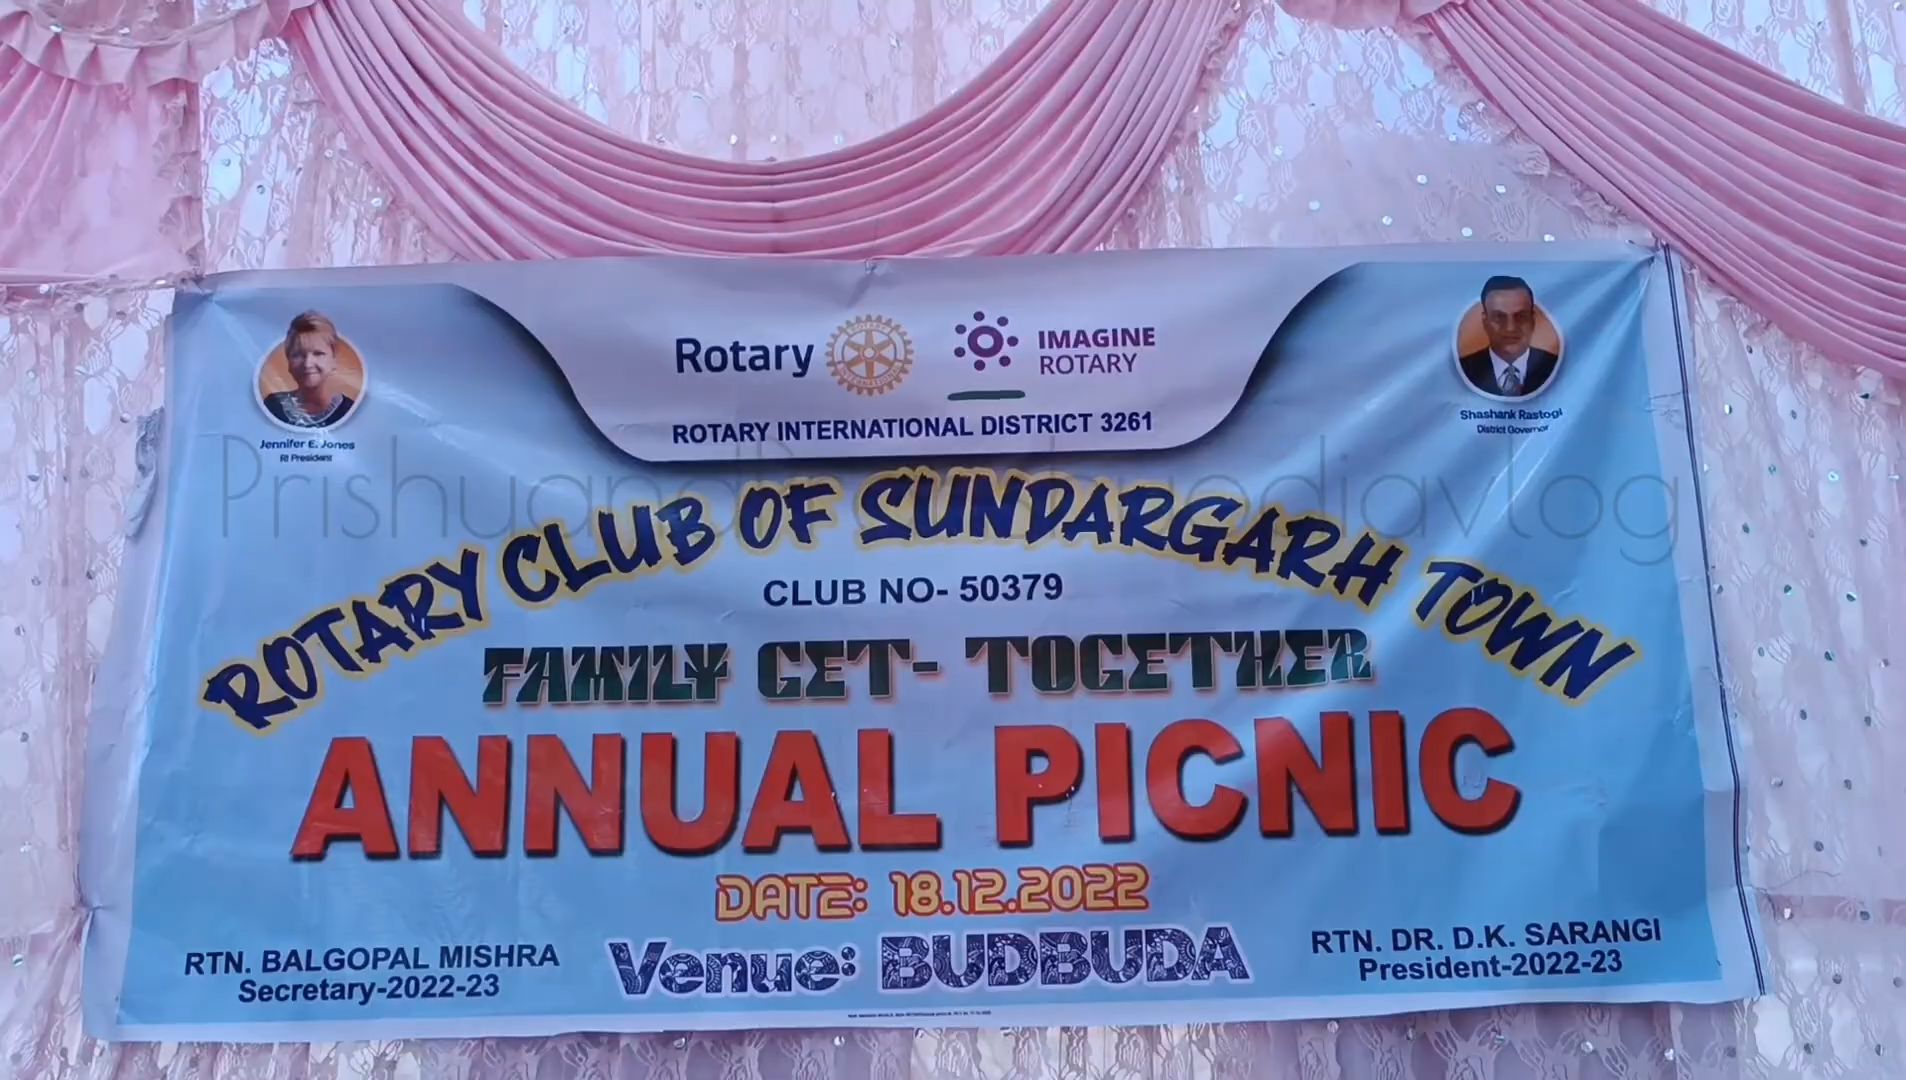 Rotary
ROTARY
INTERNATIONAL
IMAGINE
ROTARY
ROTARY INTERNATIONAL DISTRICT 3261
Jennifer E. Jones
RI President
Shashank Rastogi
District Governor
ROTARY CLUB OF SUNDARGARH TOWN
CLUB NO- 50379
FAMILY GET- TOGETHER
ANNUAL PICNIC
DATE: 18.12.2022
Venue: BUDBUDA
RTN. BALGOPAL MISHRA
Secretary-2022-23
RTN. DR. D.K. SARANGI
President-2022-23